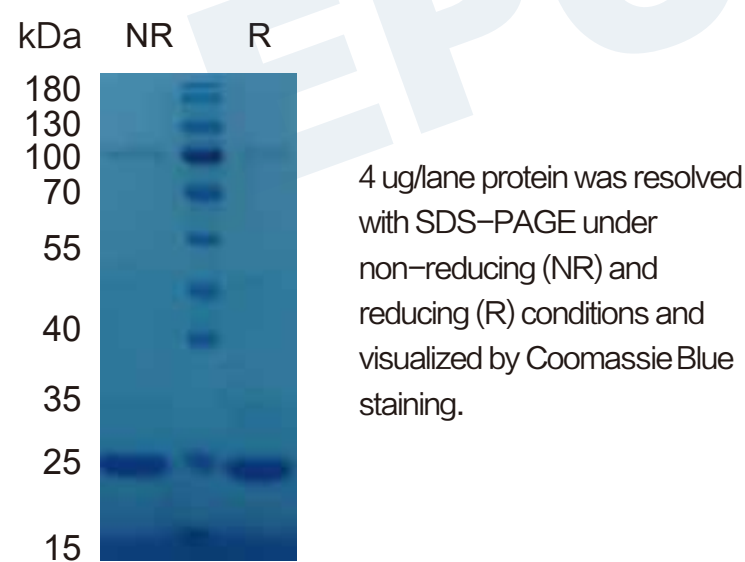 kDa NR R
180
130
100
70
55
40
35
25
15
4 ug/lane protein was resolved
with SDS−PAGE under
non−reducing (NR) and
reducing (R) conditions and
visualized by Coomassie Blue
staining.